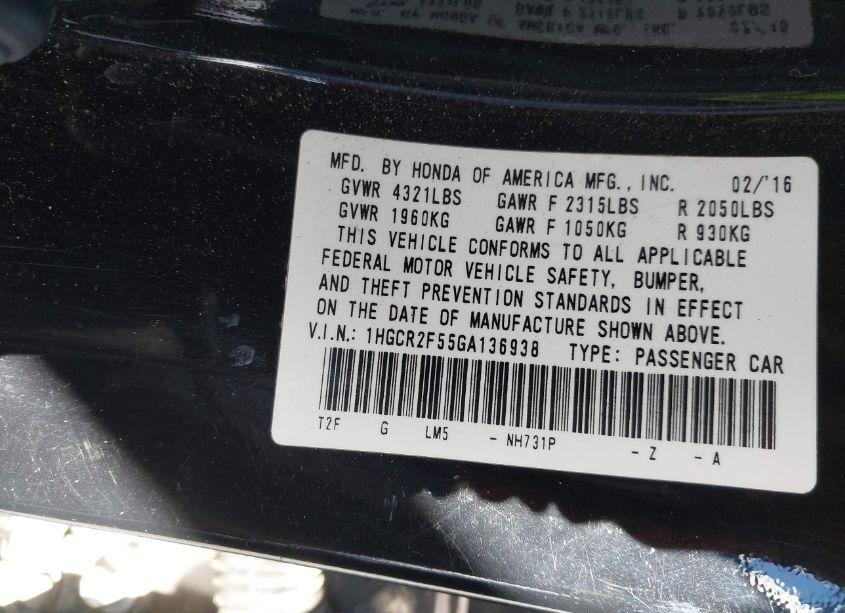 MFD. BY HONDA OF AMERICA MFG., INC. 02/'16
GVWR 4321LBS GAWR F 2315LBS R 2050LBS
GVWR 1960KG GAWR F 1050KG R 930KG
THIS VEHICLE CONFORMS TO ALL APPLICABLE
FEDERAL MOTOR VEHICLE SAFETY, BUMPER,
AND THEFT PREVENTION STANDARDS IN EFFECT
ON THE DATE OF MANUFACTURE SHOWN ABOVE.
V.I.N.: 1HGCR2F55GA136938 TYPE: PASSENGER CAR
T2F G LM5 - NH731P - Z - A